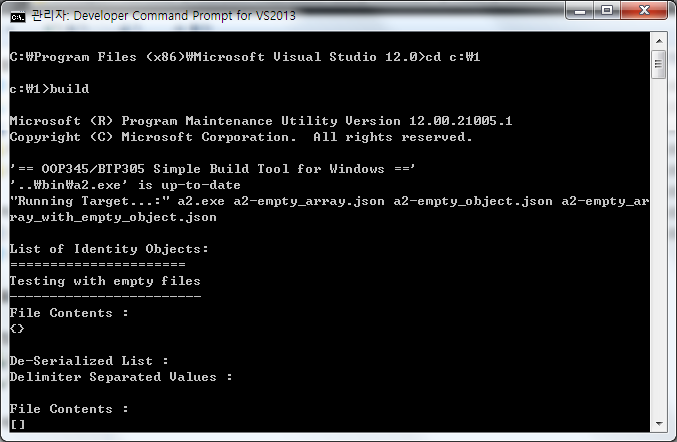 관리자: Developer Command Prompt for VS2013
C:₩Program Files (x86)₩Microsoft Visual Studio 12.0>cd c:₩1
c:₩1>build
Microsoft (R) Program Maintenance Utility Version 12.00.21005.1
Copyright (C) Microsoft Corporation.  All rights reserved.
'== OOP345/BTP305 Simple Build Tool for Windows =='
'..₩bin₩a2.exe' is up-to-date
"Running Target...:" a2.exe a2-empty_array.json a2-empty_object.json a2-empty_ar
ray_with_empty_object.json
List of Identity Objects:
======================
Testing with empty files
------------------------
File Contents :
{}
De-Serialized List :
Delimiter Separated Values :
File Contents :
[]